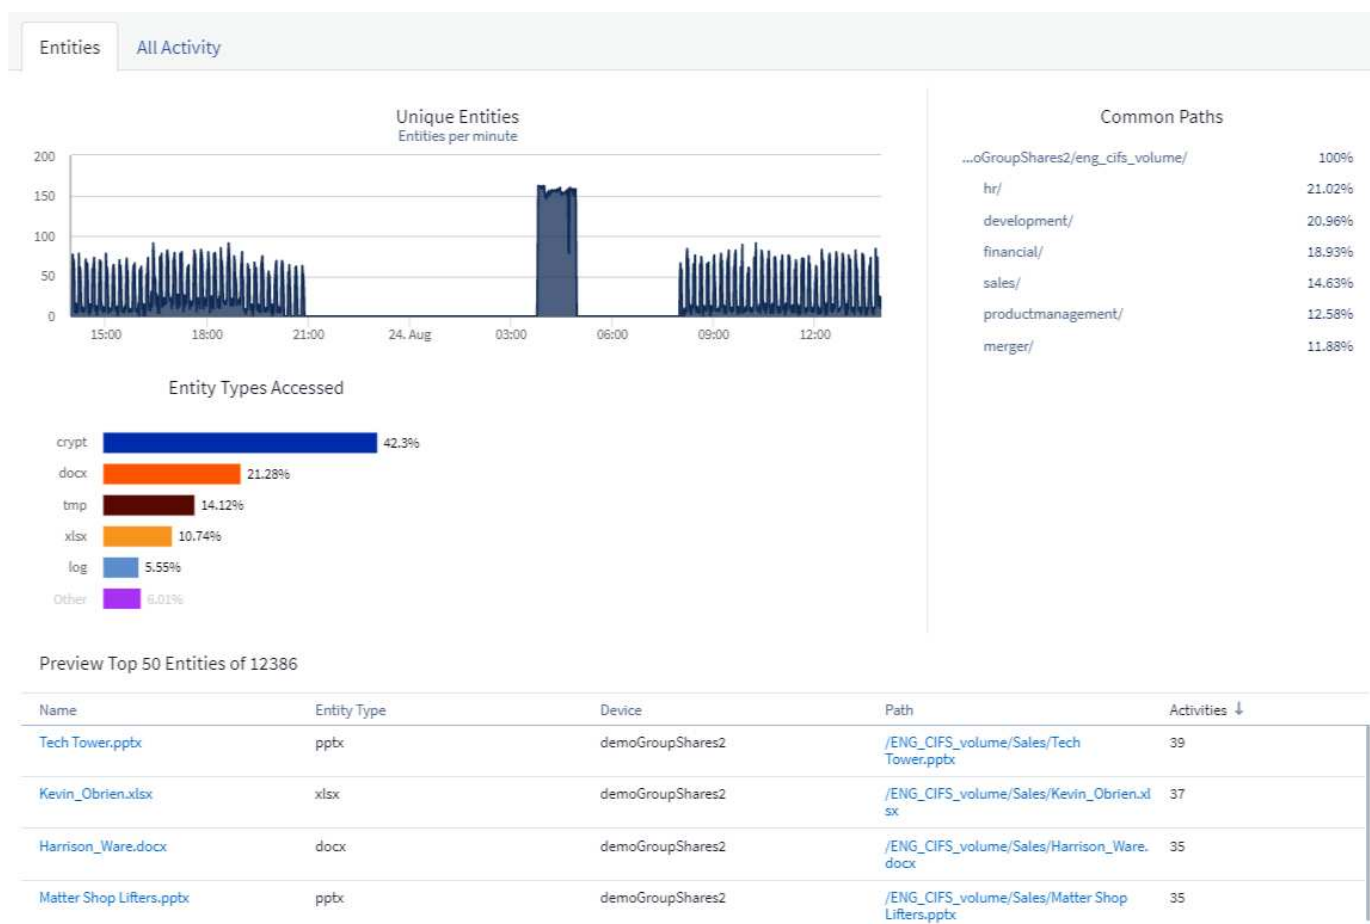 Entities
All Activity
Unique Entities
Entities per minute
200
150
100
50
0
15:00
18:00
21:00
24. Aug
03:00
06:00
09:00
12:00
Common Paths
...oGroupShares2/eng_cifs_volume/ 100%
hr/ 21.02%
development/ 20.96%
financial/ 18.93%
sales/ 14.63%
productmanagement/ 12.58%
merger/ 11.88%
Entity Types Accessed
crypt 42.3%
docx 21.28%
tmp 14.12%
xlsx 10.74%
log 5.55%
Other 6.01%
Preview Top 50 Entities of 12386
Name Entity Type Device Path Activities ↓
Tech Tower.pptx pptx demoGroupShares2 /ENG_CIFS_volume/Sales/Tech 39
Tower.pptx
Kevin_Obrien.xlsx xlsx demoGroupShares2 /ENG_CIFS_volume/Sales/Kevin_Obrien.xl 37
sx
Harrison_Ware.docx docx demoGroupShares2 /ENG_CIFS_volume/Sales/Harrison_Ware. 35
docx
Matter Shop Lifters.pptx pptx demoGroupShares2 /ENG_CIFS_volume/Sales/Matter Shop 35
Lifters.pptx